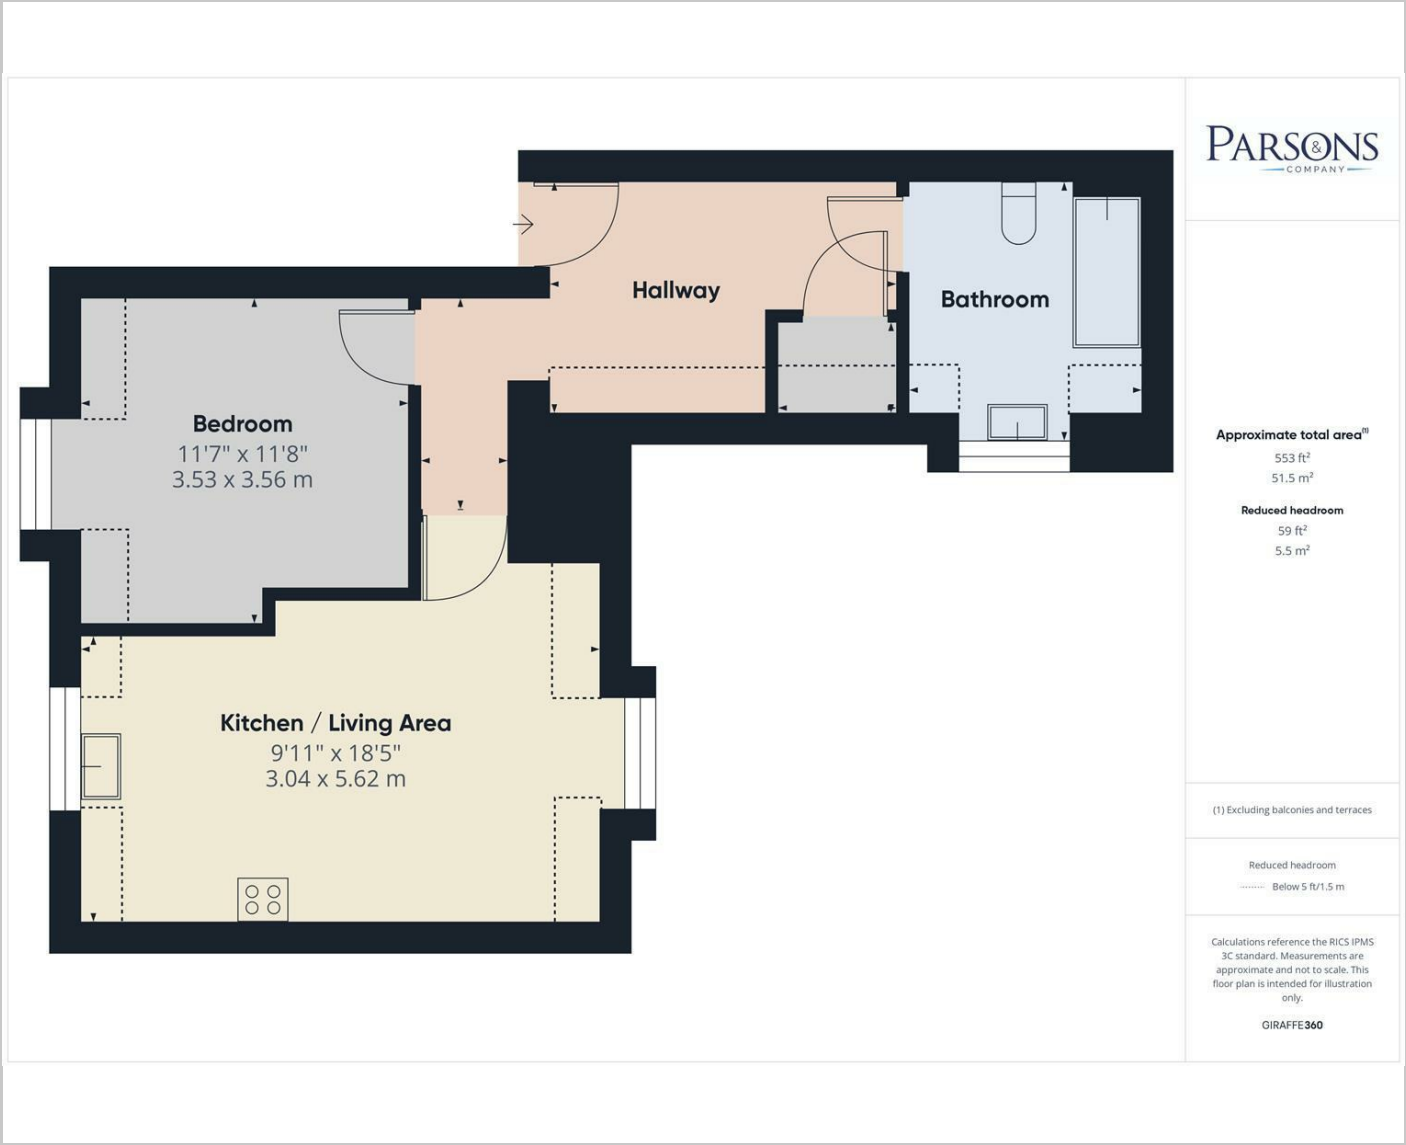 PARSONS
&
COMPANY
Hallway
Bathroom
Bedroom
11'7" x 11'8"
3.53 x 3.56 m
Kitchen / Living Area
9'11" x 18'5"
3.04 x 5.62 m
Approximate total area(1)
553 ft²
51.5 m²
Reduced headroom
59 ft²
5.5 m²
(1) Excluding balconies and terraces
Reduced headroom
Below 5 ft/1.5 m
Calculations reference the RICS IPMS
3C standard. Measurements are
approximate and not to scale. This
floor plan is intended for illustration
only.
GIRAFFE360